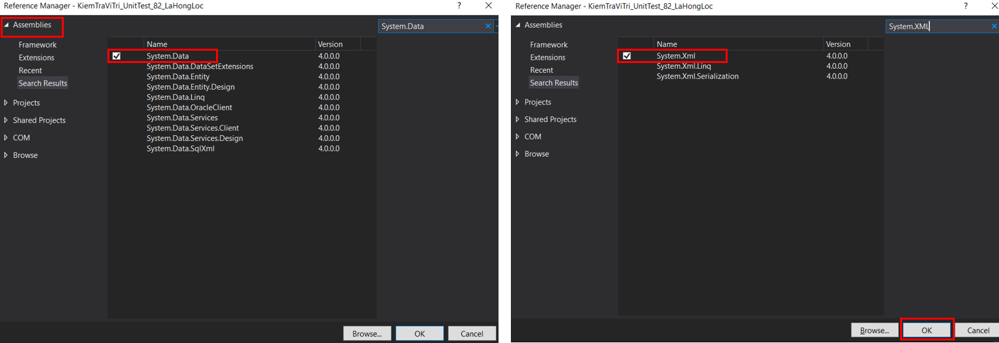 Reference Manager - KiemTraViTri_UnitTest_82_LaHongLoc ?
Assemblies
System.Data
Framework
Extensions
Recent
Search Results
Projects
Shared Projects
COM
Browse
Name Version
System.Data 4.0.0.0
System.Data.DataSetExtensions 4.0.0.0
System.Data.Entity 4.0.0.0
System.Data.Entity.Design 4.0.0.0
System.Data.Linq 4.0.0.0
System.Data.OracleClient 4.0.0.0
System.Data.Services 4.0.0.0
System.Data.Services.Client 4.0.0.0
System.Data.Services.Design 4.0.0.0
System.Data.SqlXml 4.0.0.0
Browse... OK Cancel
Reference Manager - KiemTraViTri_UnitTest_82_LaHongLoc ?
Assemblies
System.XML
Framework
Extensions
Recent
Search Results
Projects
Shared Projects
COM
Browse
Name Version
System.Xml 4.0.0.0
System.Xml.Linq 4.0.0.0
System.Xml.Serialization 4.0.0.0
Browse... OK Cancel